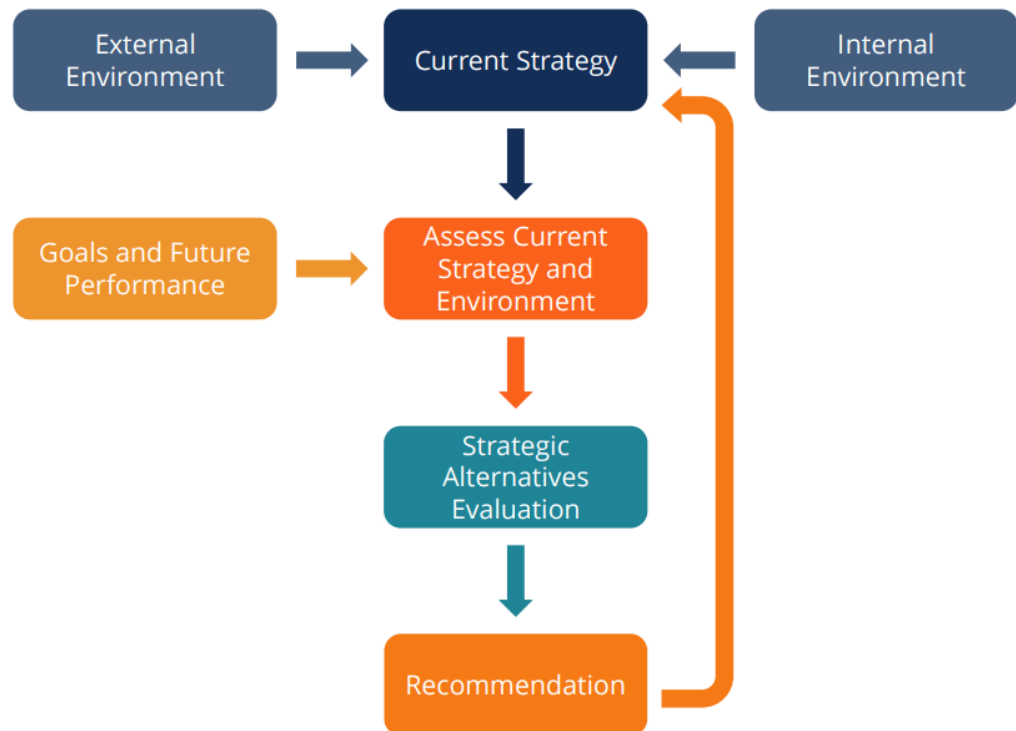 External
Environment
Current Strategy
Internal
Environment
Goals and Future
Performance
Assess Current
Strategy and
Environment
Strategic
Alternatives
Evaluation
Recommendation